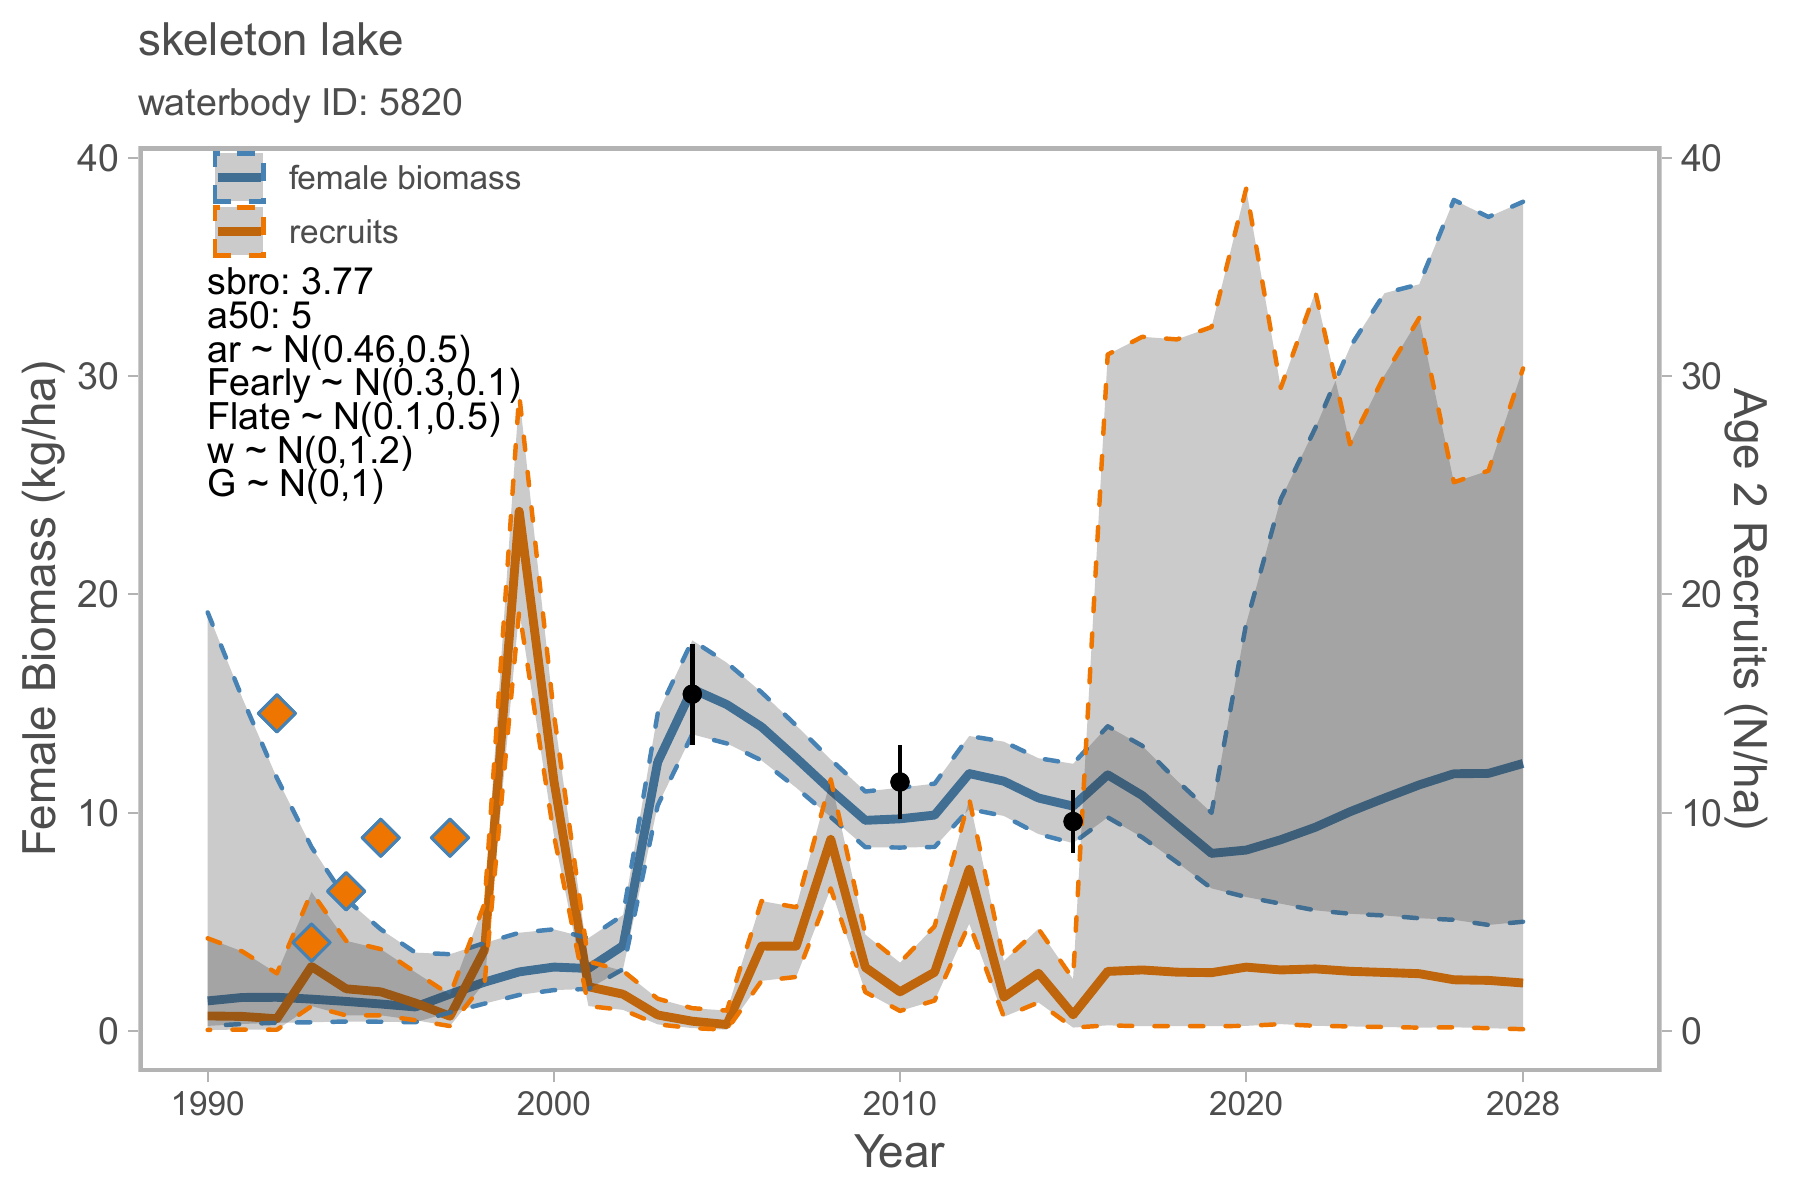 skeleton lake
waterbody ID: 5820
female biomass
recruits
sbro: 3.77
a50: 5
ar ~ N(0.46,0.5)
Fearly ~ N(0.3,0.1)
Flate ~ N(0.1,0.5)
w ~ N(0,1.2)
G ~ N(0,1)
Female Biomass (kg/ha)
40
30
20
10
0
40
30
20
10
0
Age 2 Recruits (N/ha)
1990 2000 2010 2020 2028
Year